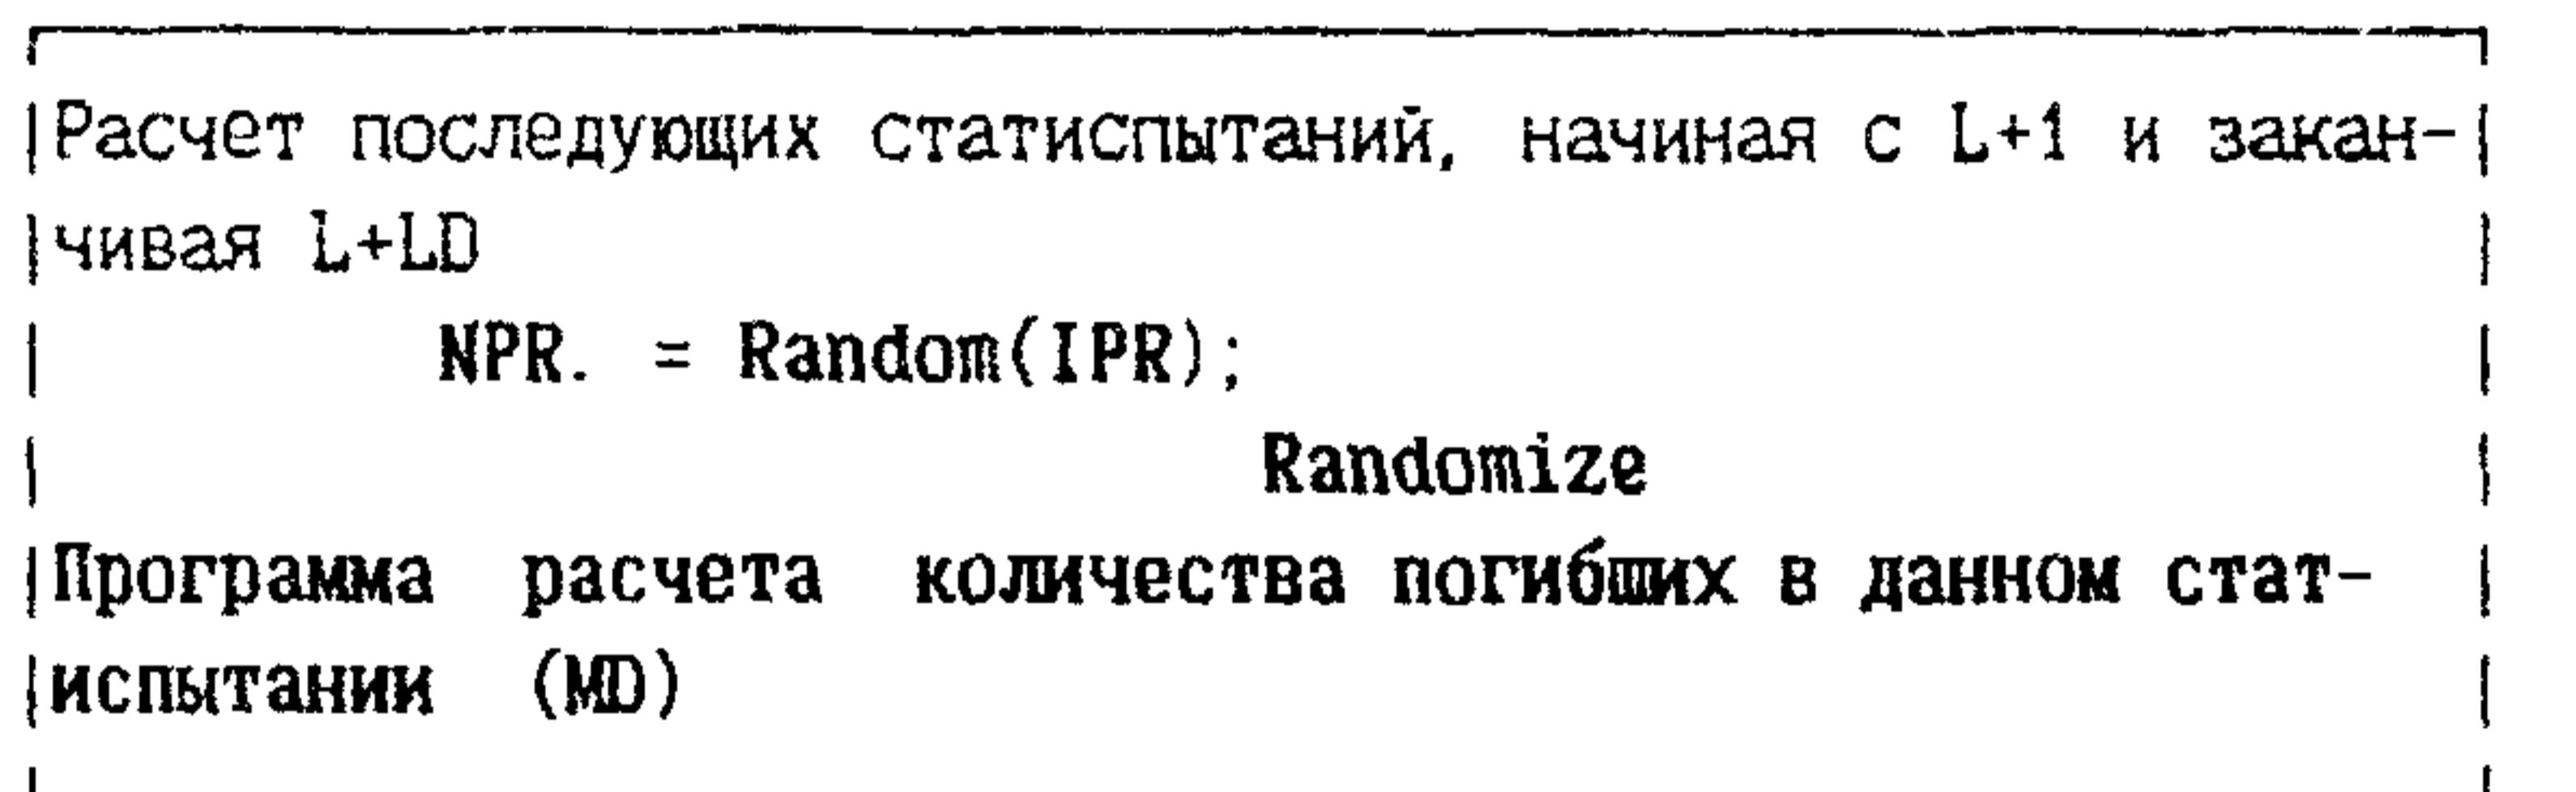 Расчет последующих статиспытаний, начиная с L+1 и закан-
чивая L+LD
NPR. = Random(IPR);
Randomize
Программа расчета количества погибших в данном стат-
испытании (MD)